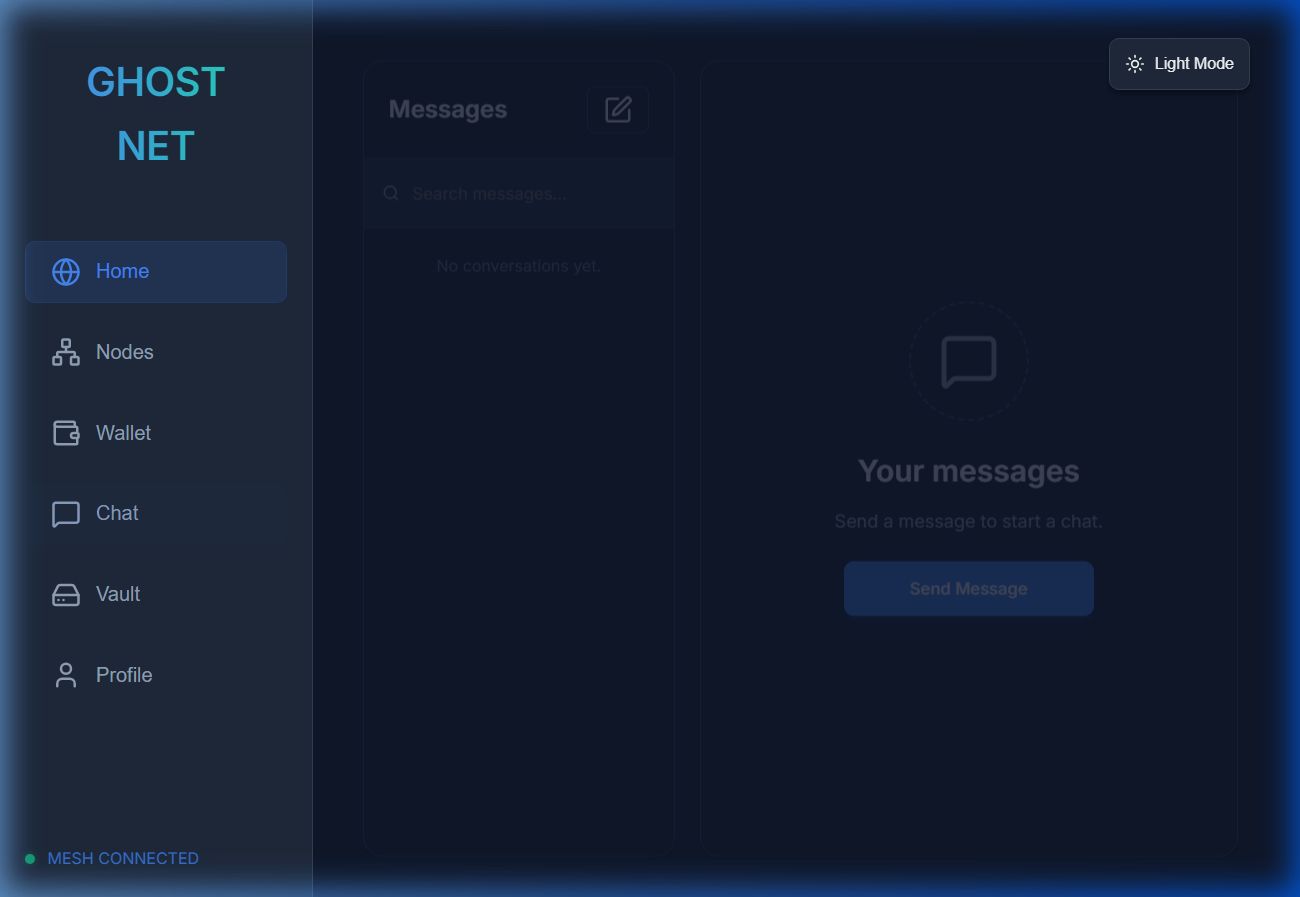 GHOST
NET
Home
Nodes
Wallet
Chat
Vault
Profile
MESH CONNECTED
Messages
Search messages...
No conversations yet.
Light Mode
Your messages
Send a message to start a chat.
Send Message